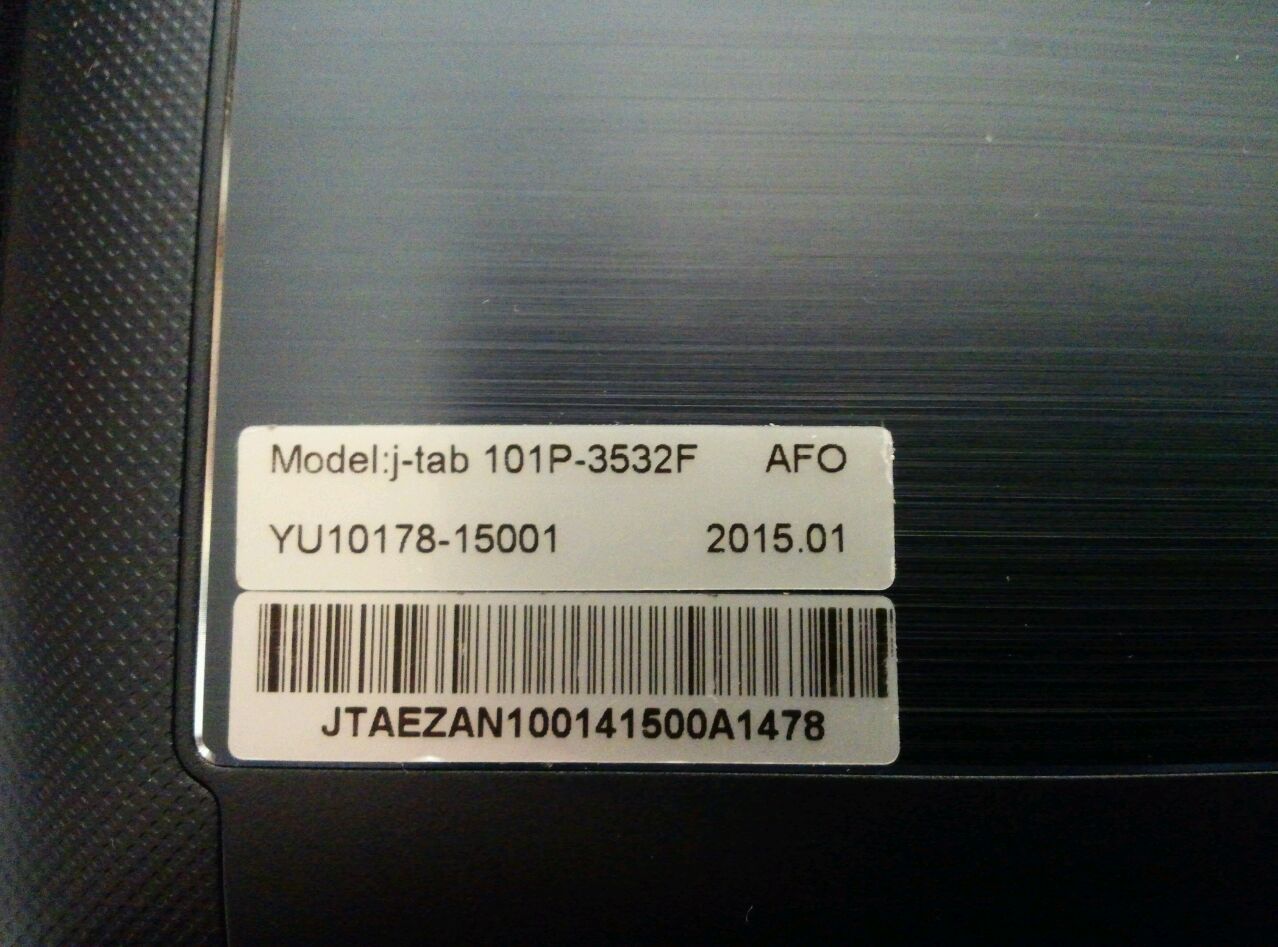 Model:j-tab 101P-3532F AFO
YU10178-15001 2015.01
JTAEZAN100141500A1478